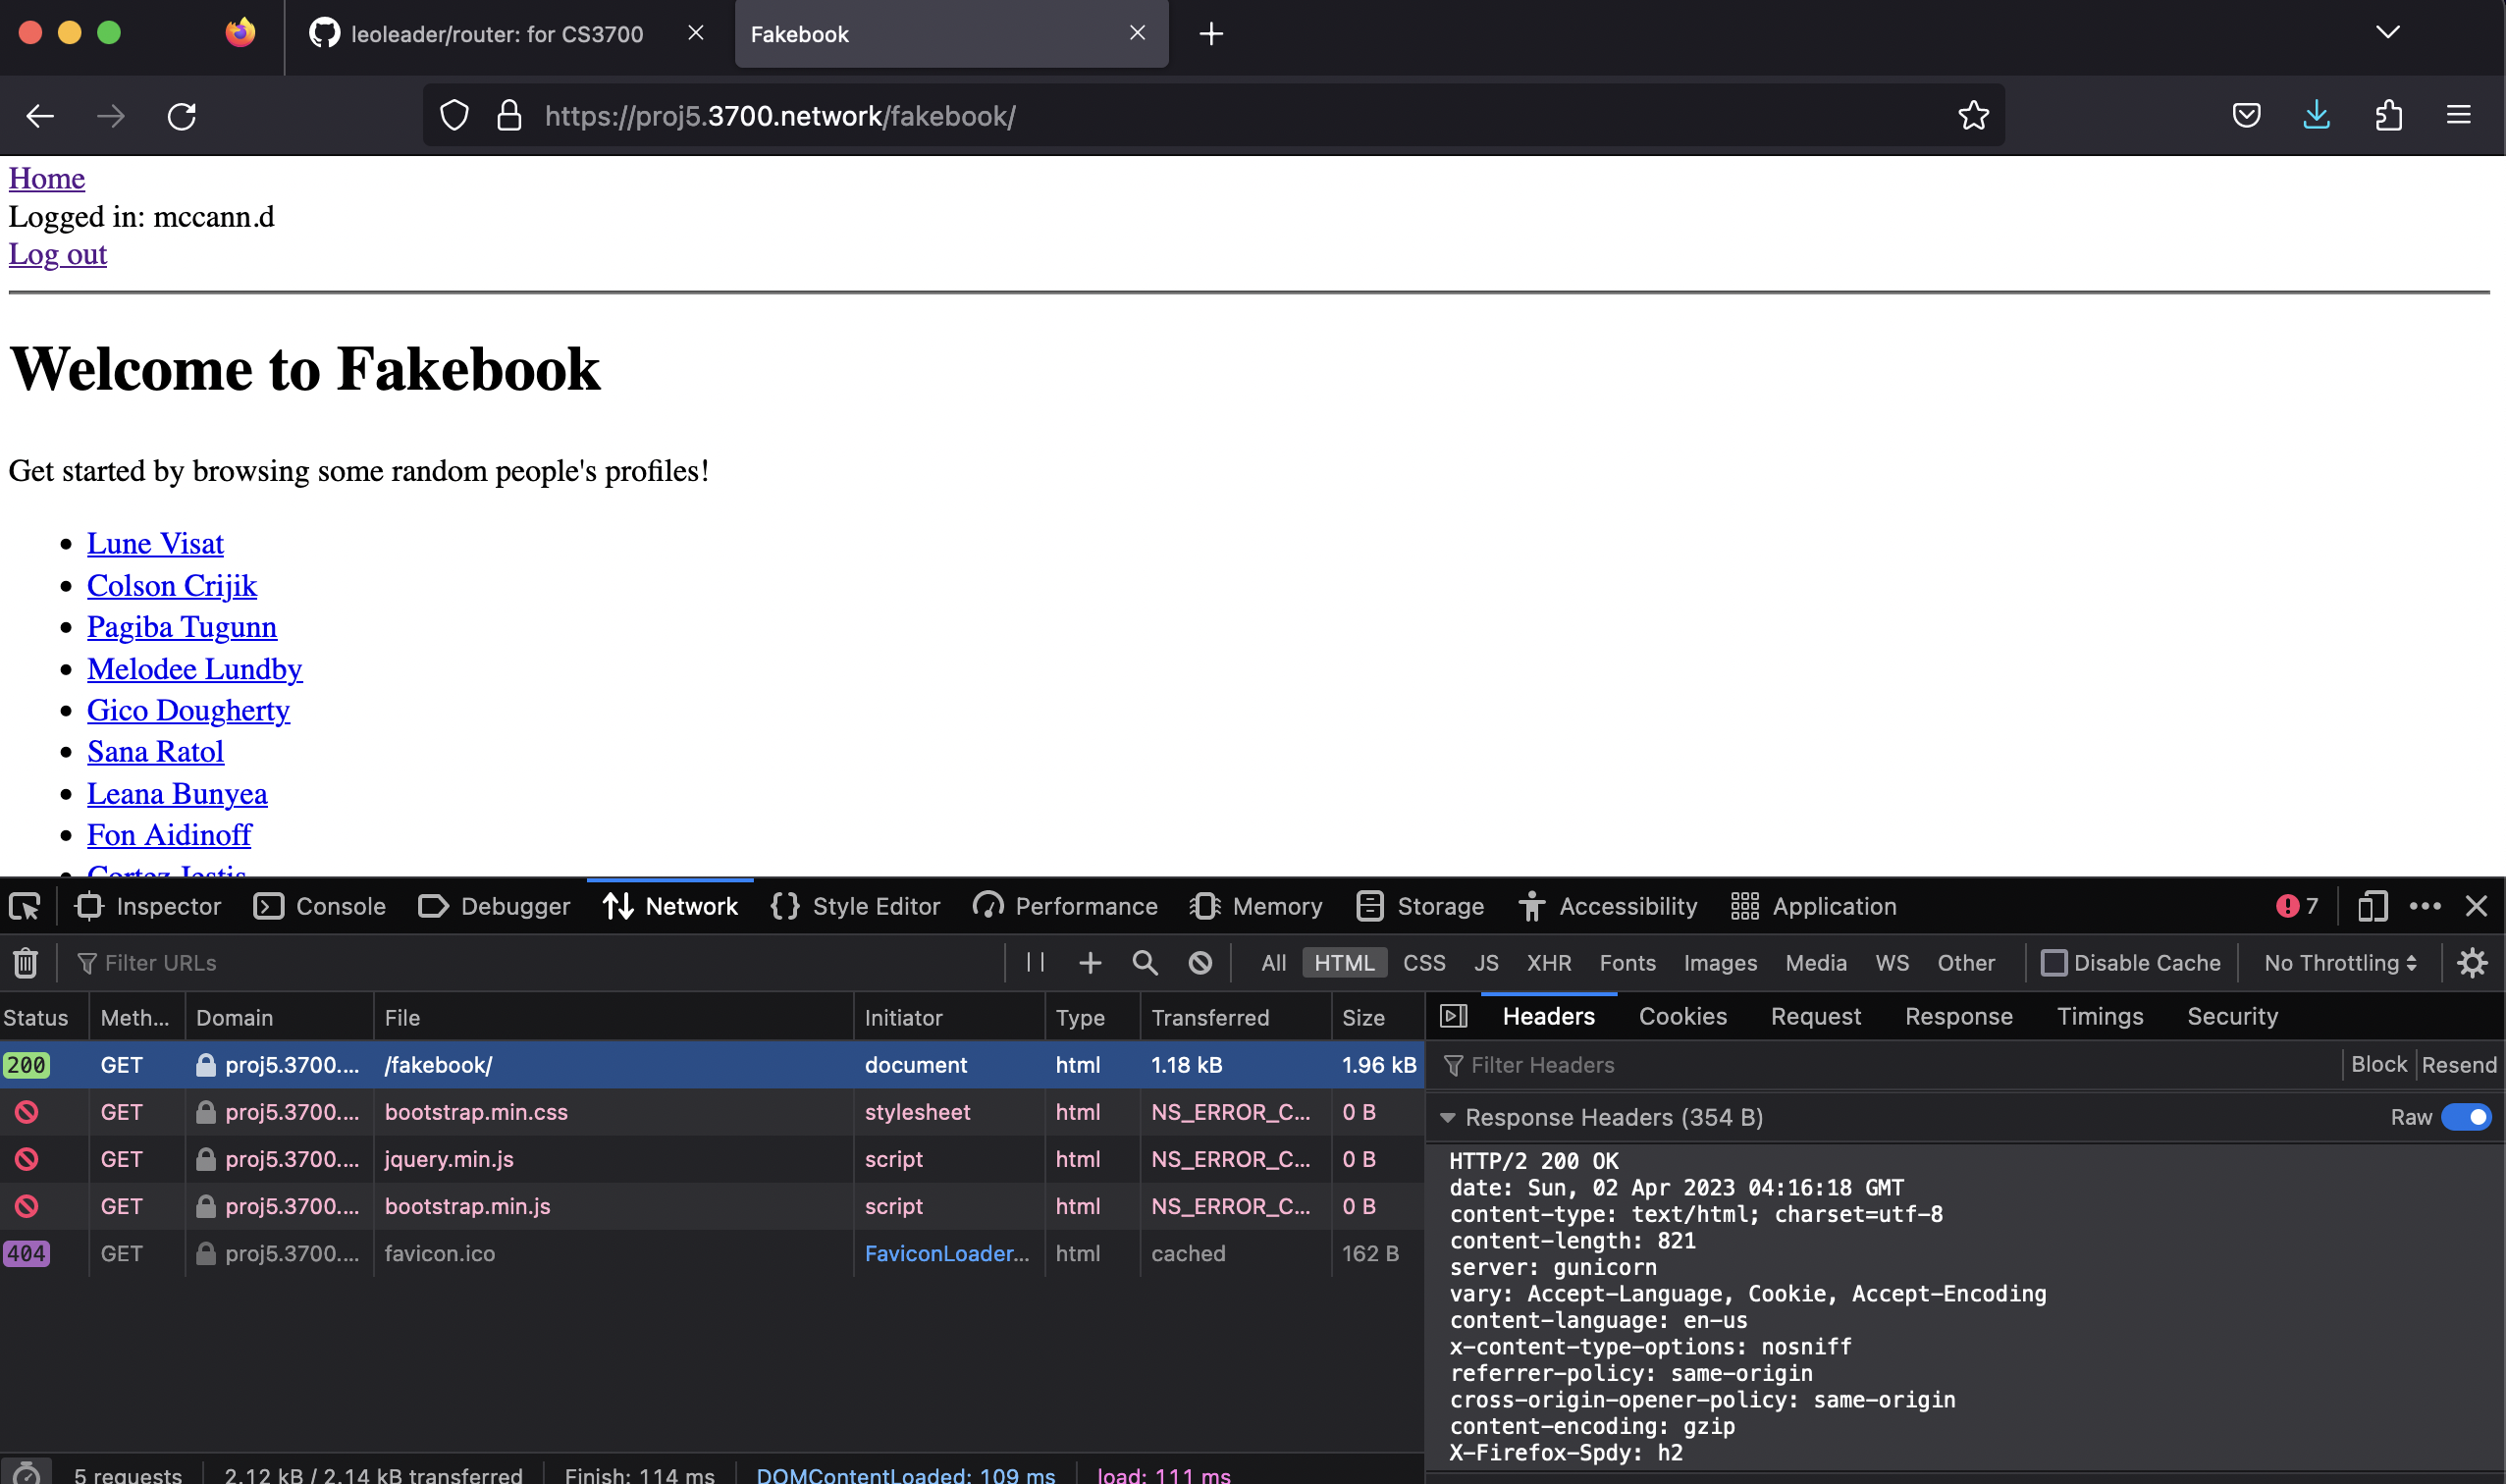 leoleader/router: for CS3700
Fakebook
https://proj5.3700.network/fakebook/
Home
Logged in: mccann.d
Log out
Welcome to Fakebook
Get started by browsing some random people's profiles!
Lune Visat
Colson Crijik
Pagiba Tugunn
Melodee Lundby
Gico Dougherty
Sana Ratol
Leana Bunyea
Fon Aidinoff
Cortez Jestis
Inspector Console Debugger Network Style Editor Performance Memory Storage Accessibility Application 7
Filter URLs All HTML CSS JS XHR Fonts Images Media WS Other Disable Cache No Throttling
Status Meth... Domain File Initiator Type Transferred Size
200 GET proj5.3700.... /fakebook/ document html 1.18 kB 1.96 kB
GET proj5.3700.... bootstrap.min.css stylesheet html NS_ERROR_C... 0 B
GET proj5.3700.... jquery.min.js script html NS_ERROR_C... 0 B
GET proj5.3700.... bootstrap.min.js script html NS_ERROR_C... 0 B
404 GET proj5.3700.... favicon.ico FaviconLoader... html cached 162 B
5 requests 2.12 kB / 2.14 kB transferred Finish: 114 ms DOMContentLoaded: 109 ms load: 111 ms
Headers Cookies Request Response Timings Security
Filter Headers Block Resend
Response Headers (354 B) Raw
HTTP/2 200 OK
date: Sun, 02 Apr 2023 04:16:18 GMT
content-type: text/html; charset=utf-8
content-length: 821
server: gunicorn
vary: Accept-Language, Cookie, Accept-Encoding
content-language: en-us
x-content-type-options: nosniff
referrer-policy: same-origin
cross-origin-opener-policy: same-origin
content-encoding: gzip
X-Firefox-Spdy: h2